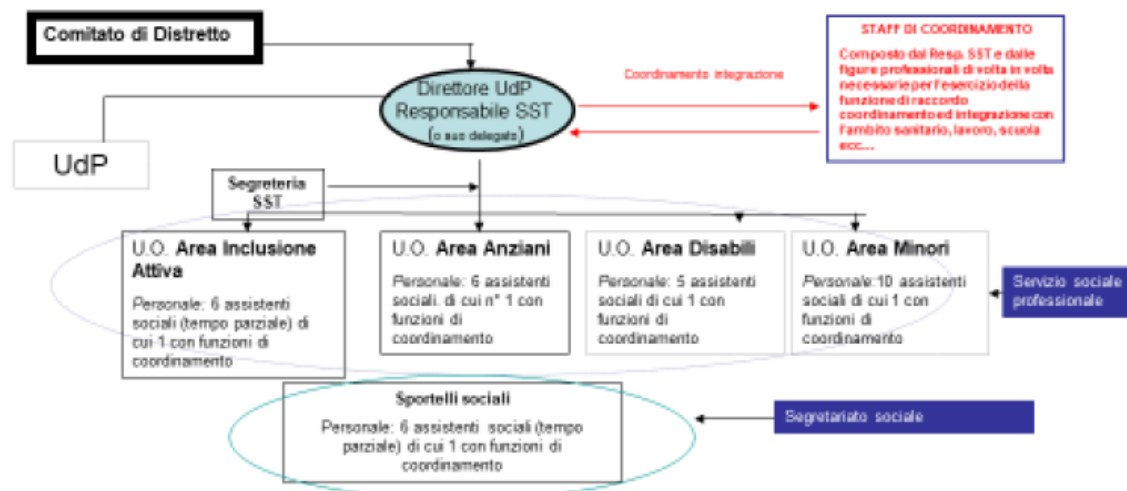 Comitato di Distretto
STAFF DI COORDINAMENTO
Composto dal Resp. SST e dalle
figure professionali di volta in volta
necessarie per l'esercizio della
funzione di raccordo
coordinamento ed integrazione con
l'ambito sanitario, lavoro, scuola
ecc...
Coordinamento integrazione
Direttore UdP
Responsabile SST
(o suo delegato)
UdP
Segreteria
SST
U.O. Area Inclusione
Attiva
Personale: 6 assistenti
sociali (tempo parziale) di
cui 1 con funzioni di
coordinamento
U.O. Area Anziani
Personale: 6 assistenti
sociali. di cui n° 1 con
funzioni di
coordinamento
U.O. Area Disabili
Personale: 5 assistenti
sociali di cui 1 con
funzioni di
coordinamento
U.O. Area Minori
Personale:10 assistenti
sociali di cui 1 con
funzioni di
coordinamento
Servizio sociale
professionale
Sportelli sociali
Personale: 6 assistenti sociali (tempo
parziale) di cui 1 con funzioni di
coordinamento
Segretariato sociale